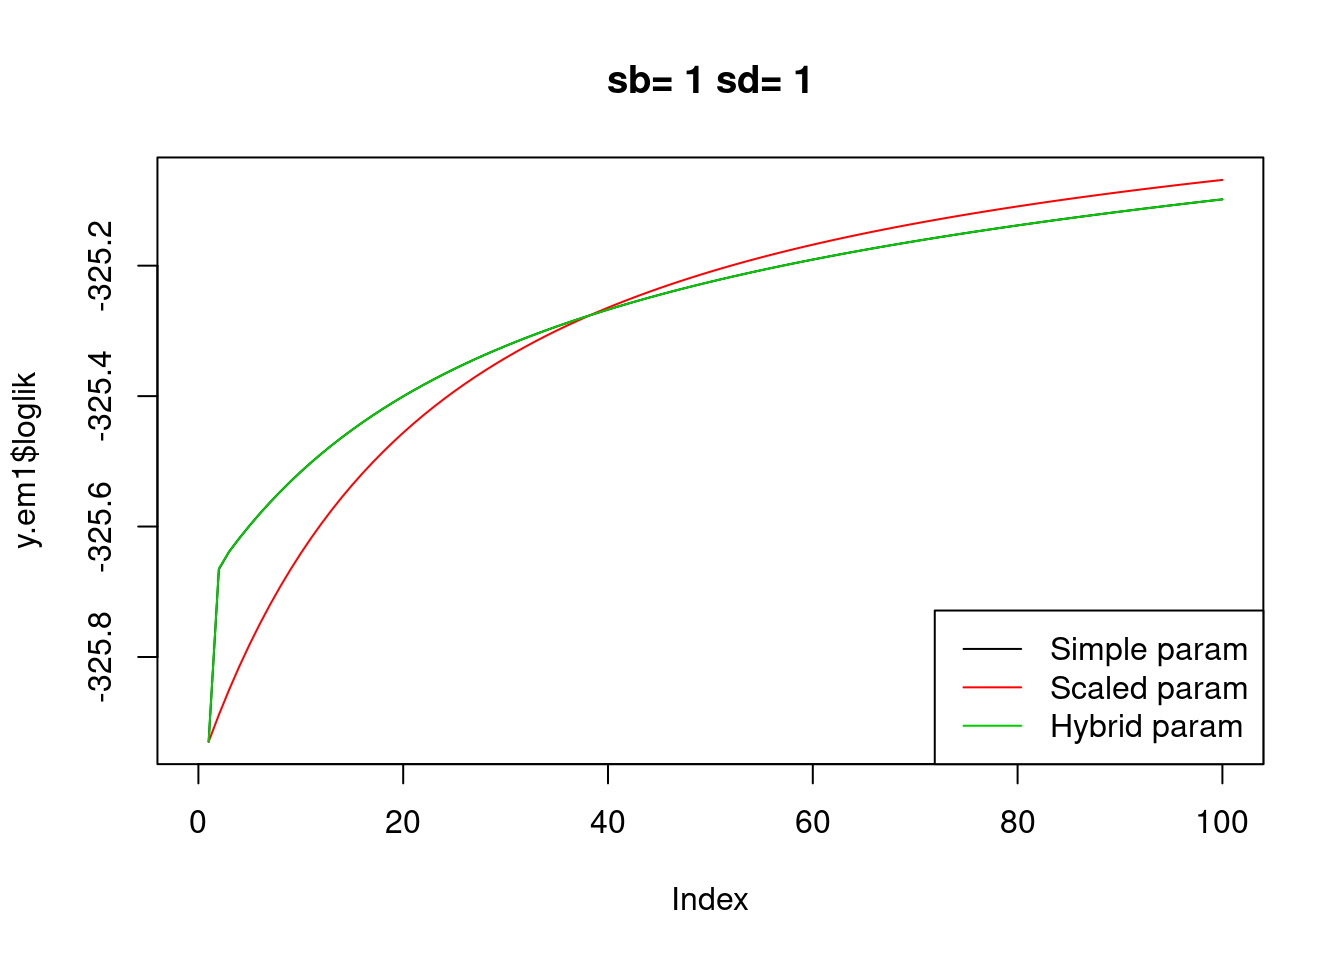 sb= 1 sd= 1
y.em1$loglik
-325.2
-325.4
-325.6
-325.8
Simple param
Scaled param
Hybrid param
0 20 40 60 80 100
Index